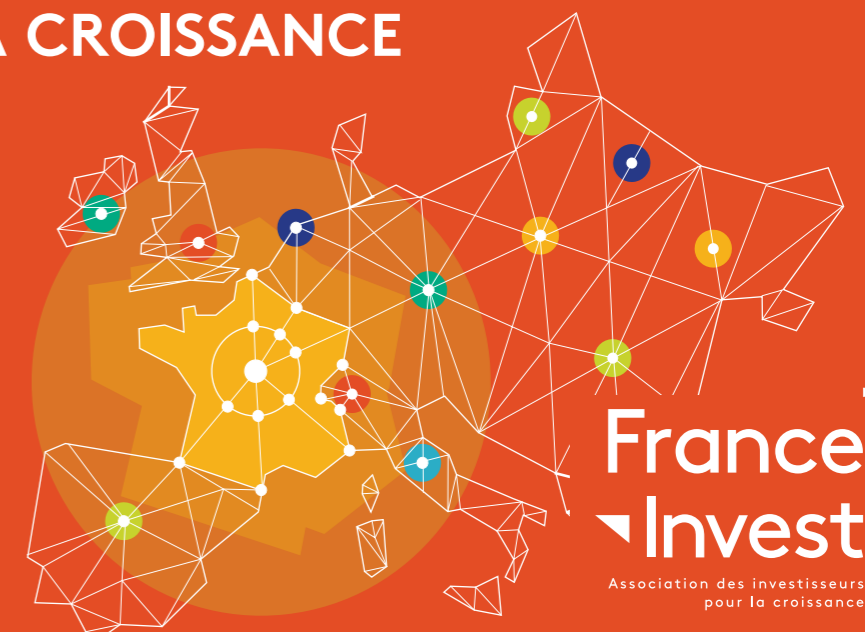 A CROISSANCE
France
Invest
Association des investisseurs
pour la croissance